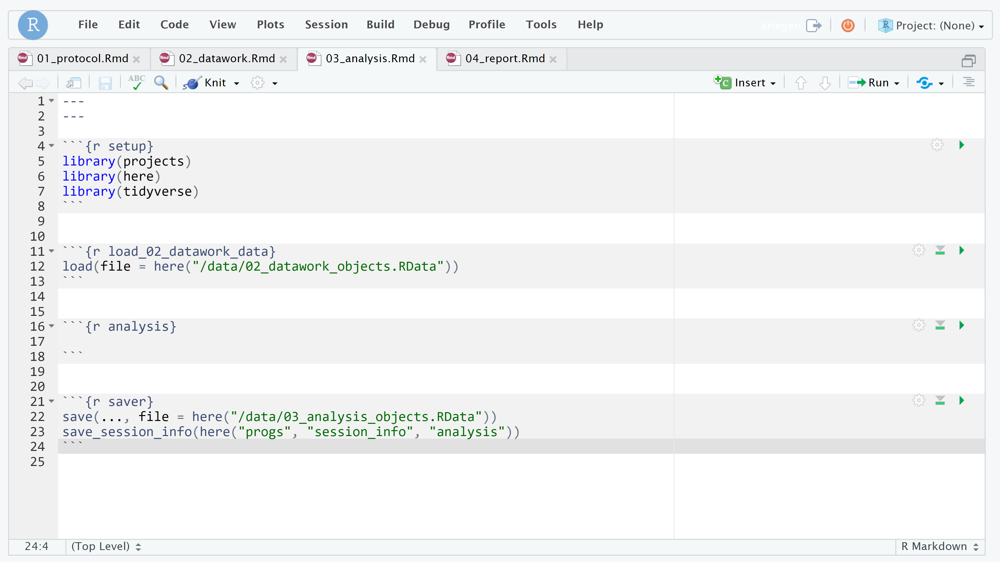 R File Edit Code View Plots Session Build Debug Profile Tools Help kriegen Project: (None)
01_protocol.Rmd 02_datawork.Rmd 03_analysis.Rmd 04_report.Rmd
ABC Knit Insert Run
1 ---
2 ---
3
4 ```{r setup}
5 library(projects)
6 library(here)
7 library(tidyverse)
8 ```
9
10
11 ```{r load_02_datawork_data}
12 load(file = here("/data/02_datawork_objects.RData"))
13 ```
14
15
16 ```{r analysis}
17
18 ```
19
20
21 ```{r saver}
22 save(..., file = here("/data/03_analysis_objects.RData"))
23 save_session_info(here("progs", "session_info", "analysis"))
24 ```
25
24:4 (Top Level) R Markdown